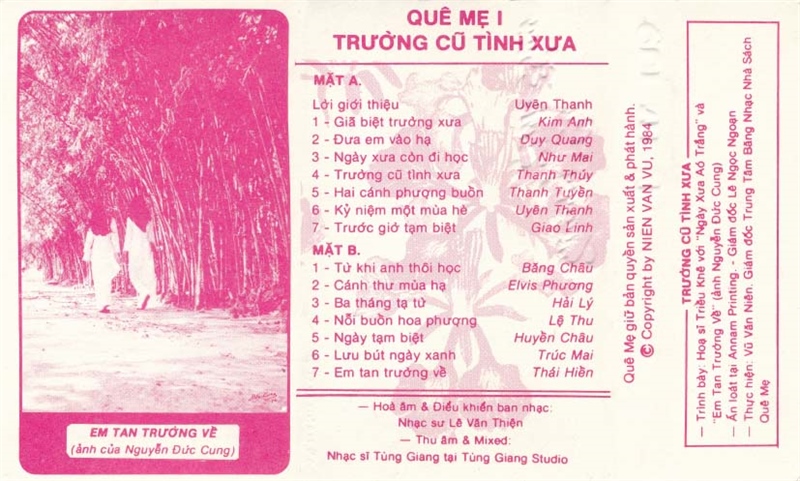 EM TAN TRƯỜNG VỀ
(ảnh của Nguyễn Đức Cung)
QUÊ MẸ I
TRƯỜNG CŨ TÌNH XƯA
MẶT A.
Lời giới thiệu Uyên Thanh
1 - Giã biệt trường xưa Kim Anh
2 - Đưa em vào hạ Duy Quang
3 - Ngày xưa còn đi học Như Mai
4 - Trường cũ tình xưa Thanh Thúy
5 - Hai cánh phượng buồn Thanh Tuyền
6 - Kỷ niệm một mùa hè Uyên Thanh
7 - Trước giờ tạm biệt Giao Linh
MẶT B.
1 - Từ khi anh thôi học Băng Châu
2 - Cánh thư mùa hạ Elvis Phương
3 - Ba tháng tạ từ Hải Lý
4 - Nỗi buồn hoa phượng Lệ Thu
5 - Ngày tạm biệt Huyền Châu
6 - Lưu bút ngày xanh Trúc Mai
7 - Em tan trường về Thái Hiền
— Hoà âm & Điều khiển ban nhạc:
Nhạc sư Lê Văn Thiện
— Thu âm & Mixed:
Nhạc sĩ Tùng Giang tại Tùng Giang Studio
Quê Mẹ giữ bản quyền sản xuất & phát hành.
© Copyright by NIEN VAN VU, 1984
TRƯỜNG CŨ TÌNH XƯA
— Trình bày: Hoạ sĩ Triều Khê với "Ngày Xưa Aó Trắng" và
"Em Tan Trường Về" (ảnh Nguyễn Đức Cung)
— Ấn loát tại Annam Printing. - Giám đốc Lê Ngọc Ngoạn
— Thực hiện: Vũ Văn Niên. Giám đốc Trung Tâm Băng Nhạc Nhà Sách
Quê Mẹ